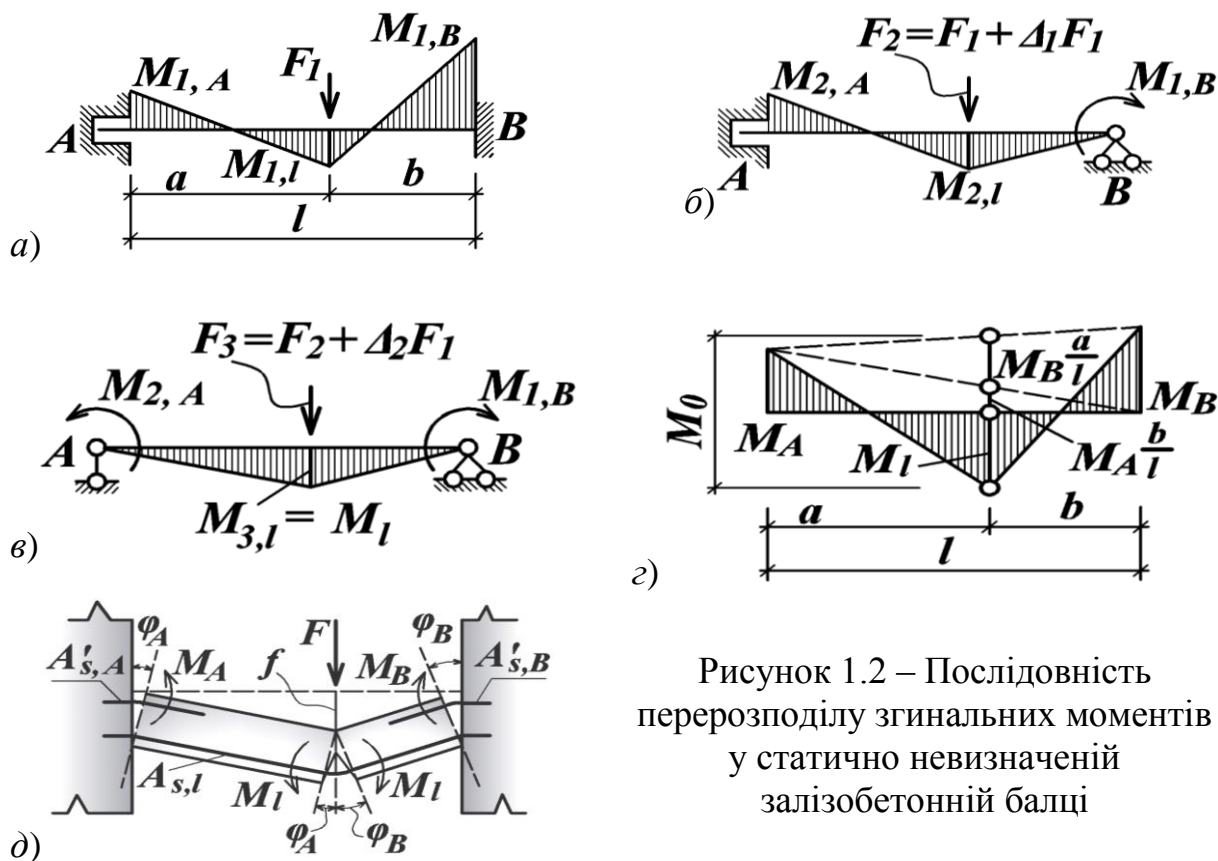 M1,A
F1
M1,B
A
B
M1,l
a
b
l
а)
F2=F1+Δ1F1
M2,A
M1,B
A
M2,l
B
б)
F3=F2+Δ2F1
M2,A
M1,B
A
B
M3,l= Ml
в)
M0
MB a/l
MB
MA
Ml
MA b/l
a
b
l
г)
φA
F
φB
A's,A
MA
f
MB
A's,B
As,l
Ml
Ml
φA
φB
д)
Рисунок 1.2 – Послідовність
перерозподілу згинальних моментів
у статично невизначеній
залізобетонній балці